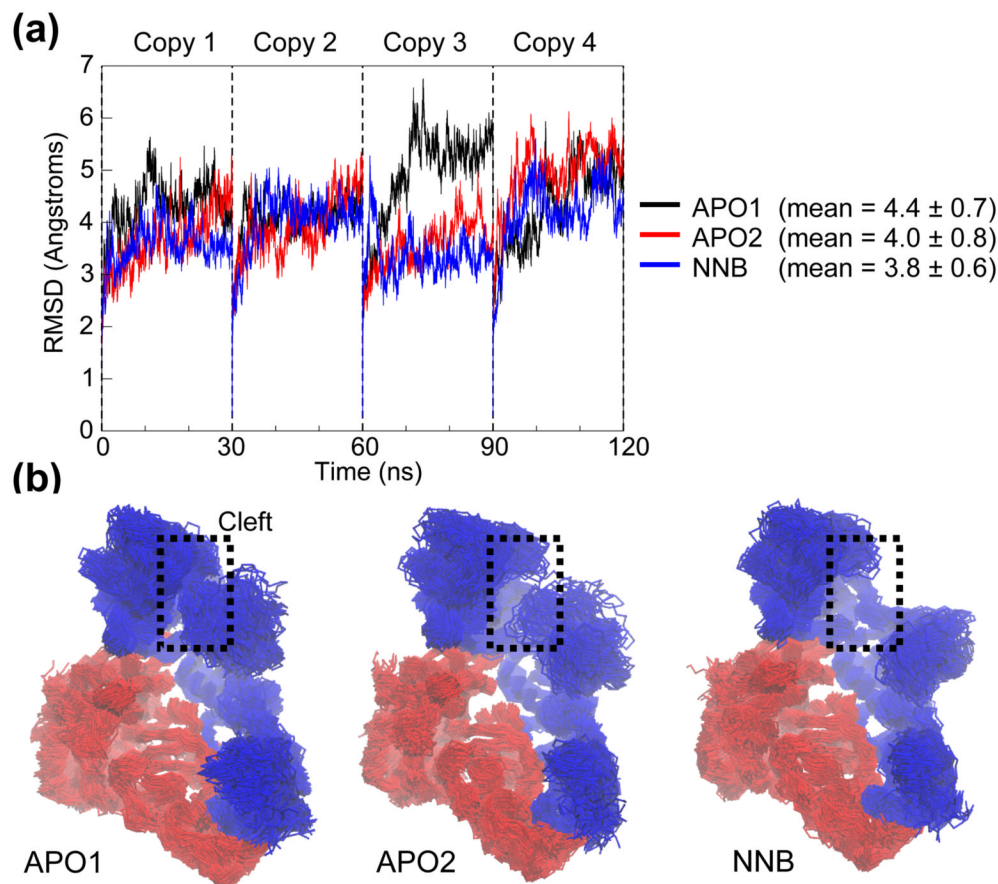 (a)
Copy 1 Copy 2 Copy 3 Copy 4
7
6
5
4
3
2
1
0
RMSD (Angstroms)
0 30 60 90 120
Time (ns)
APO1 (mean = 4.4 ± 0.7)
APO2 (mean = 4.0 ± 0.8)
NNB (mean = 3.8 ± 0.6)
(b)
Cleft
APO1 APO2 NNB